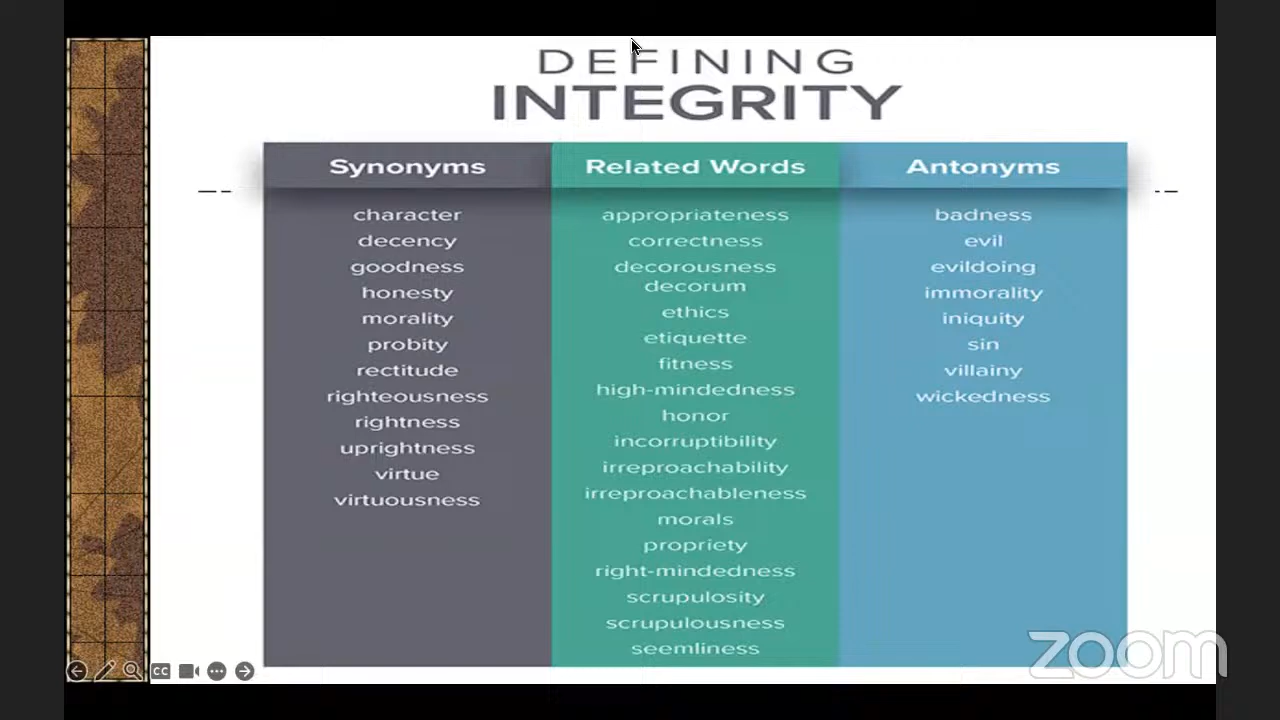 DEFINING
INTEGRITY
Synonyms
character
decency
goodness
honesty
morality
probity
rectitude
righteousness
rightness
uprightness
virtue
virtuousness
Related Words
appropriateness
correctness
decorousness
decorum
ethics
etiquette
fitness
high-mindedness
honor
incorruptibility
irreproachability
irreproachableness
morals
propriety
right-mindedness
scrupulosity
scrupulousness
seemliness
Antonyms
badness
evil
evildoing
immorality
iniquity
sin
villainy
wickedness
CC
zoom